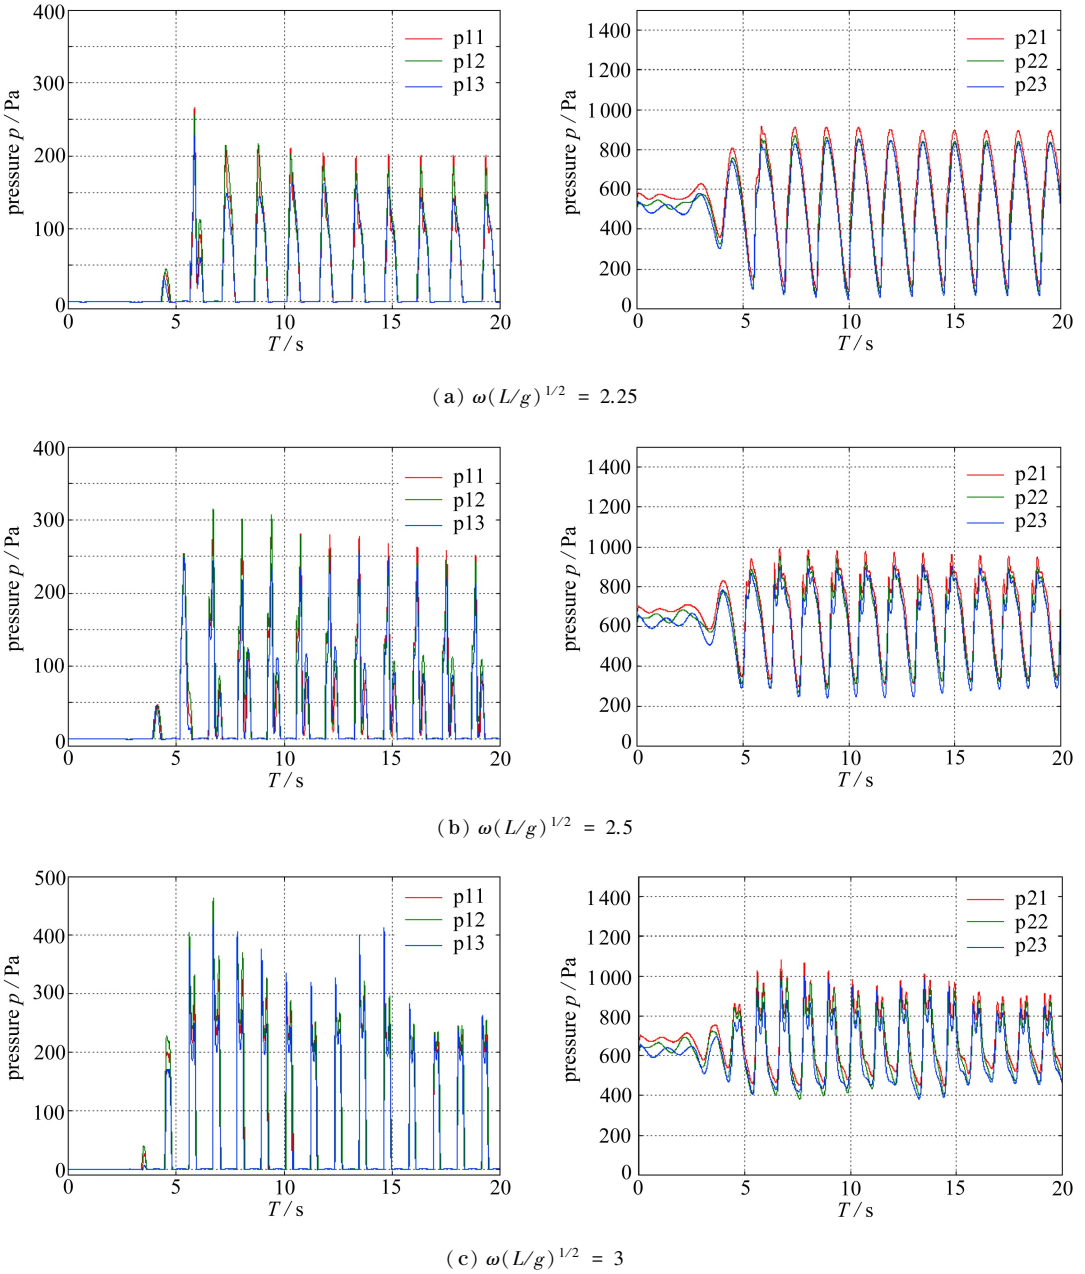 400
300
200
100
0
0 5 10 15 20
pressure p / Pa
T / s
p11
p12
p13
1 400
1 200
1 000
800
600
400
200
0
0 5 10 15 20
pressure p / Pa
T / s
p21
p22
p23
(a) ω(L/g)^{1/2} = 2.25
400
300
200
100
0
0 5 10 15 20
pressure p / Pa
T / s
p11
p12
p13
1 400
1 200
1 000
800
600
400
200
0
0 5 10 15 20
pressure p / Pa
T / s
p21
p22
p23
(b) ω(L/g)^{1/2} = 2.5
500
400
300
200
100
0
0 5 10 15 20
pressure p / Pa
T / s
p11
p12
p13
1 400
1 200
1 000
800
600
400
200
0
0 5 10 15 20
pressure p / Pa
T / s
p21
p22
p23
(c) ω(L/g)^{1/2} = 3